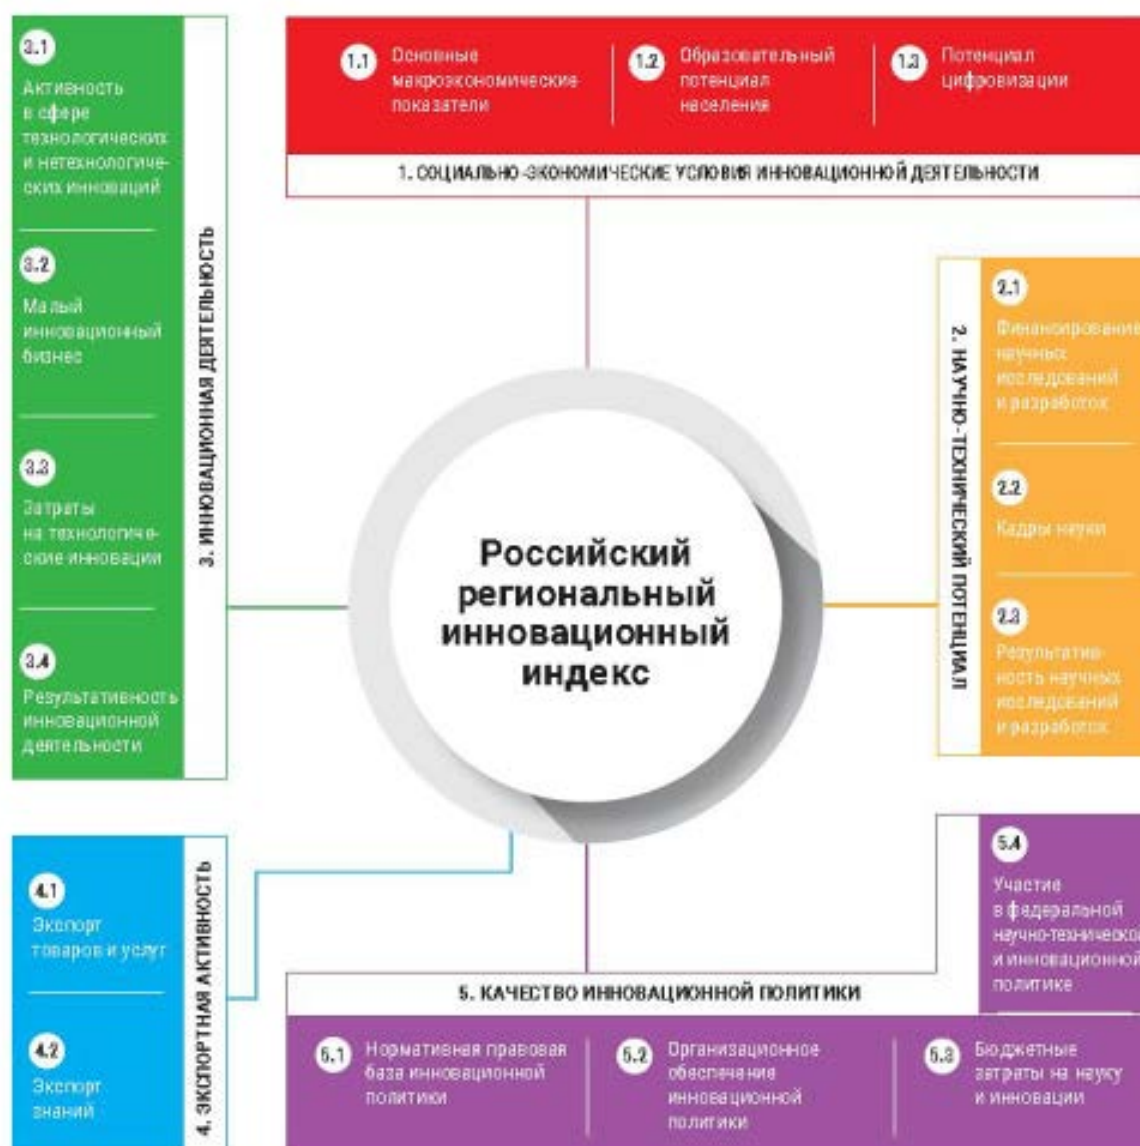 3.1
Активность
в сфере
технологических
и нетехнологиче-
ских инноваций
3.2
Малый
инновационный
бизнес
3.3
Затраты
на технологиче-
ские инновации
3.4
Результативность
инновационной
деятельности
3. ИННОВАЦИОННАЯ ДЕЯТЕЛЬНОСТЬ
1.1
Основные
макроэкономические
показатели
1.2
Образовательный
потенциал
населения
1.3
Потенциал
цифровизации
1. СОЦИАЛЬНО-ЭКОНОМИЧЕСКИЕ УСЛОВИЯ ИННОВАЦИОННОЙ ДЕЯТЕЛЬНОСТИ
2. НАУЧНО-ТЕХНИЧЕСКИЙ ПОТЕНЦИАЛ
2.1
Финансирование
научных
исследований
и разработок
2.2
Кадры науки
2.3
Результатив-
ность научных
исследований
и разработок
Российский
региональный
инновационный
индекс
4.1
Экспорт
товаров и услуг
4.2
Экспорт
знаний
4. ЭКСПОРТНАЯ АКТИВНОСТЬ
5.4
Участие
в федеральной
научно-технической
и инновационной
политике
5. КАЧЕСТВО ИННОВАЦИОННОЙ ПОЛИТИКИ
5.1
Нормативная правовая
база инновационной
политики
5.2
Организационное
обеспечение
инновационной
политики
5.3
Бюджетные
затраты на науку
и инновации